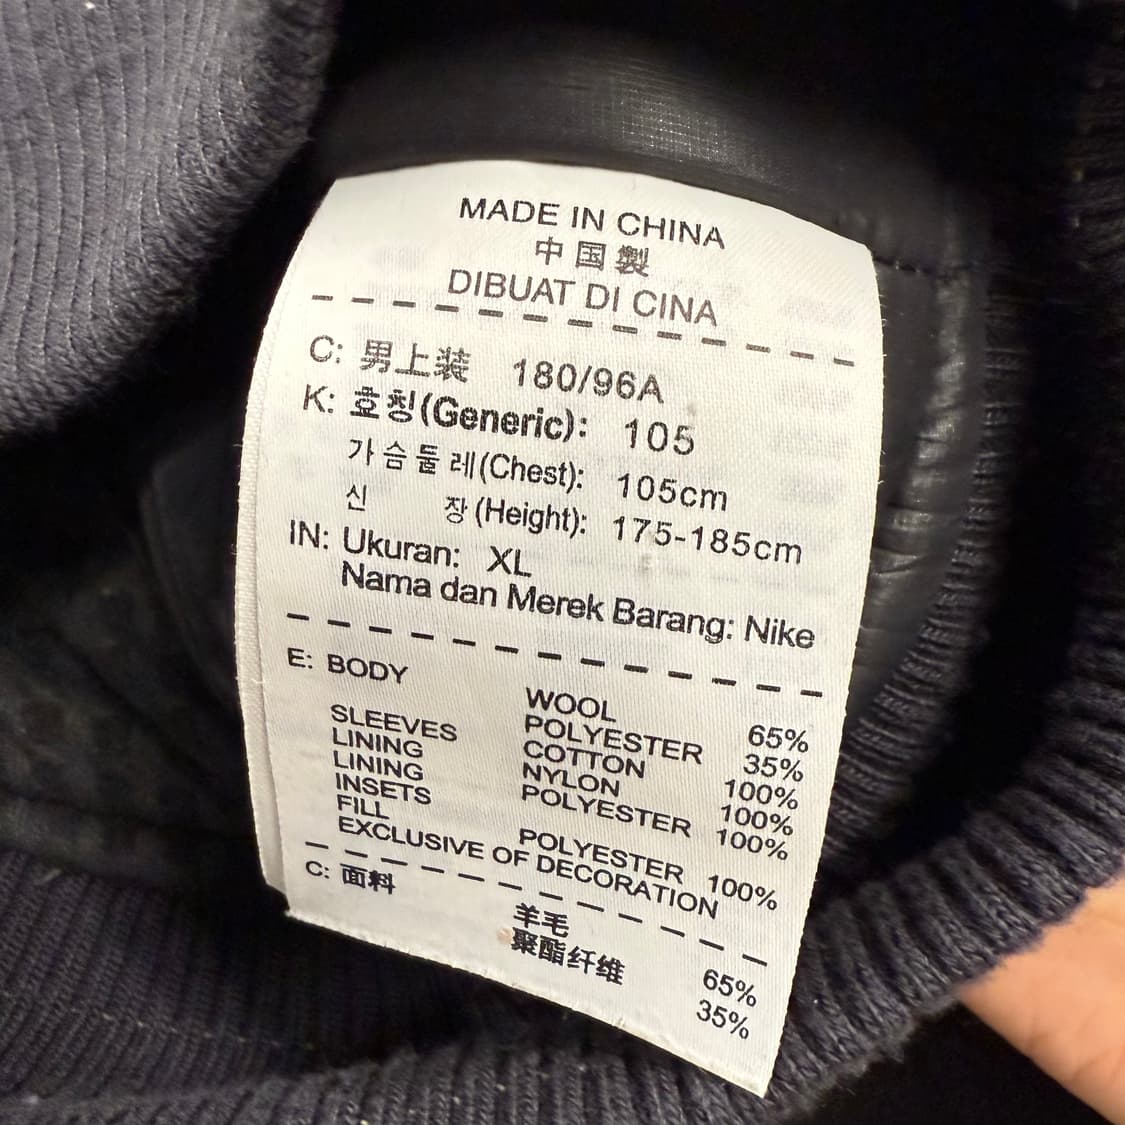 MADE IN CHINA
中国製
DIBUAT DI CINA
C: 男上装 180/96A
K: 호칭(Generic): 105
가슴둘레(Chest): 105cm
신 장(Height): 175-185cm
IN: Ukuran: XL
Nama dan Merek Barang: Nike
E: BODY WOOL 65%
POLYESTER 35%
SLEEVES COTTON 100%
LINING NYLON 100%
LINING POLYESTER 100%
INSETS
FILL POLYESTER 100%
EXCLUSIVE OF DECORATION
C: 面料 羊毛 65%
聚酯纤维 35%